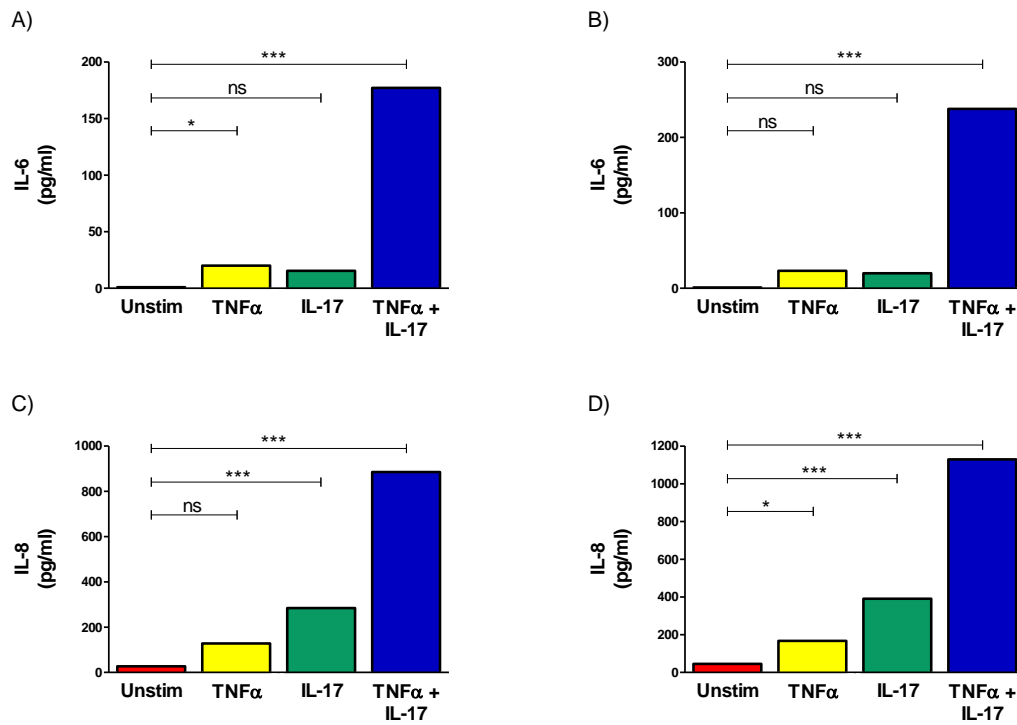 A)
IL-6
(pg/ml)
200
150
100
50
0
***
ns
*
Unstim TNFα IL-17 TNFα +
IL-17
B)
IL-6
(pg/ml)
300
200
100
0
***
ns
ns
Unstim TNFα IL-17 TNFα +
IL-17
C)
IL-8
(pg/ml)
1000
800
600
400
200
0
***
***
ns
Unstim TNFα IL-17 TNFα +
IL-17
D)
IL-8
(pg/ml)
1200
1000
800
600
400
200
0
***
***
*
Unstim TNFα IL-17 TNFα +
IL-17